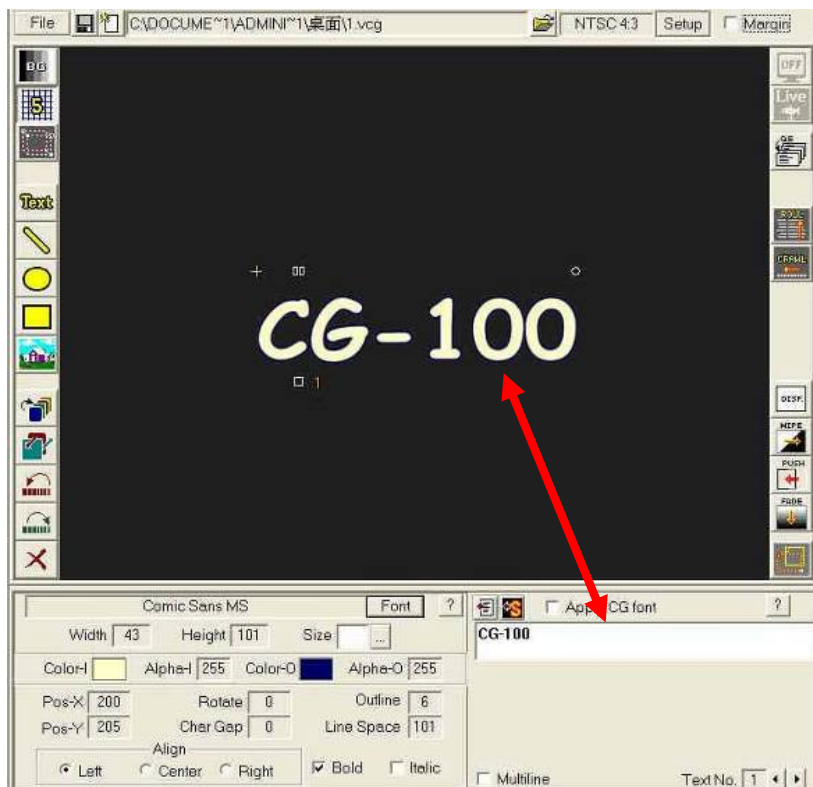 File C:\DOCUME~1\ADMINI~1\桌面\1.vcg NTSC 4:3 Setup Margin
BG OFF
5 Live
QE
Text
ROLL
CRAWL
CG-100
1
DISP.
WIPE
PUSH
FADE
Comic Sans MS Font ? CG font ?
Width 43 Height 101 Size ... CG-100
Color-I Alpha-I 255 Color-O Alpha-O 255
Pos-X 200 Rotate 0 Outline 6
Pos-Y 205 Char Gap 0 Line Space 101
Align
Left Center Right Bold Italic Multiline Text No. 1